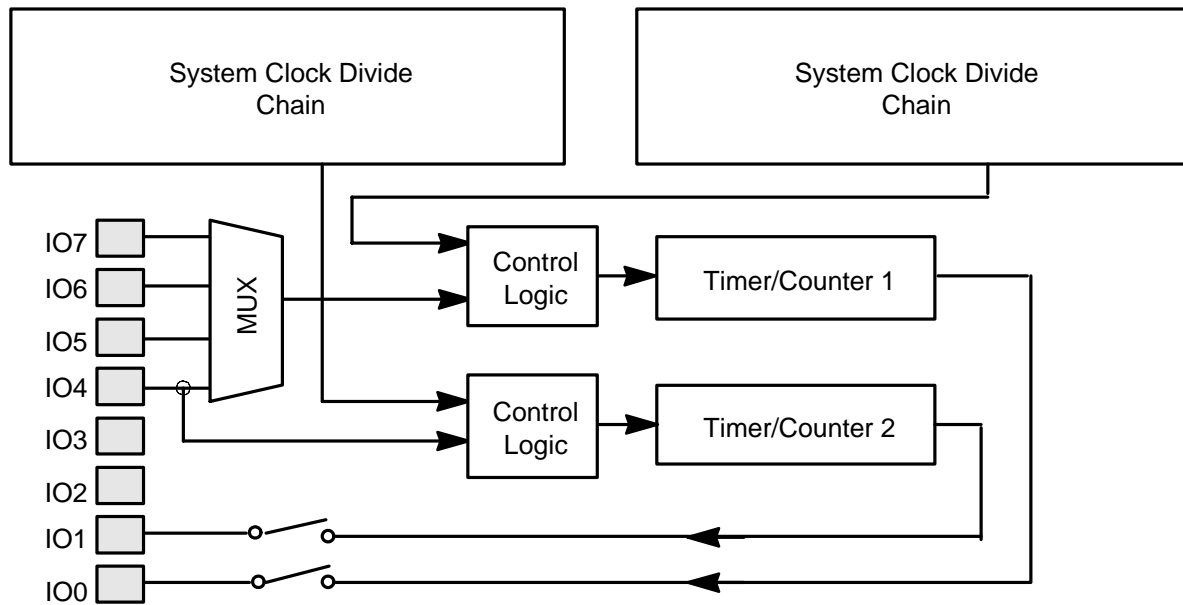 System Clock Divide
Chain
System Clock Divide
Chain
IO7
IO6
IO5
IO4
IO3
IO2
IO1
IO0
MUX
Control
Logic
Timer/Counter 1
Control
Logic
Timer/Counter 2